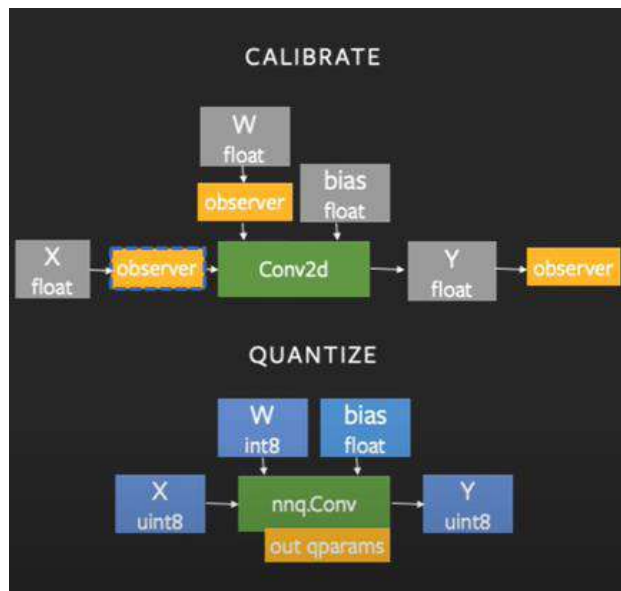 CALIBRATE
W
float
observer
bias
float
X
float
observer
Conv2d
Y
float
observer
QUANTIZE
W
int8
bias
float
X
uint8
nnq.Conv
out qparams
Y
uint8